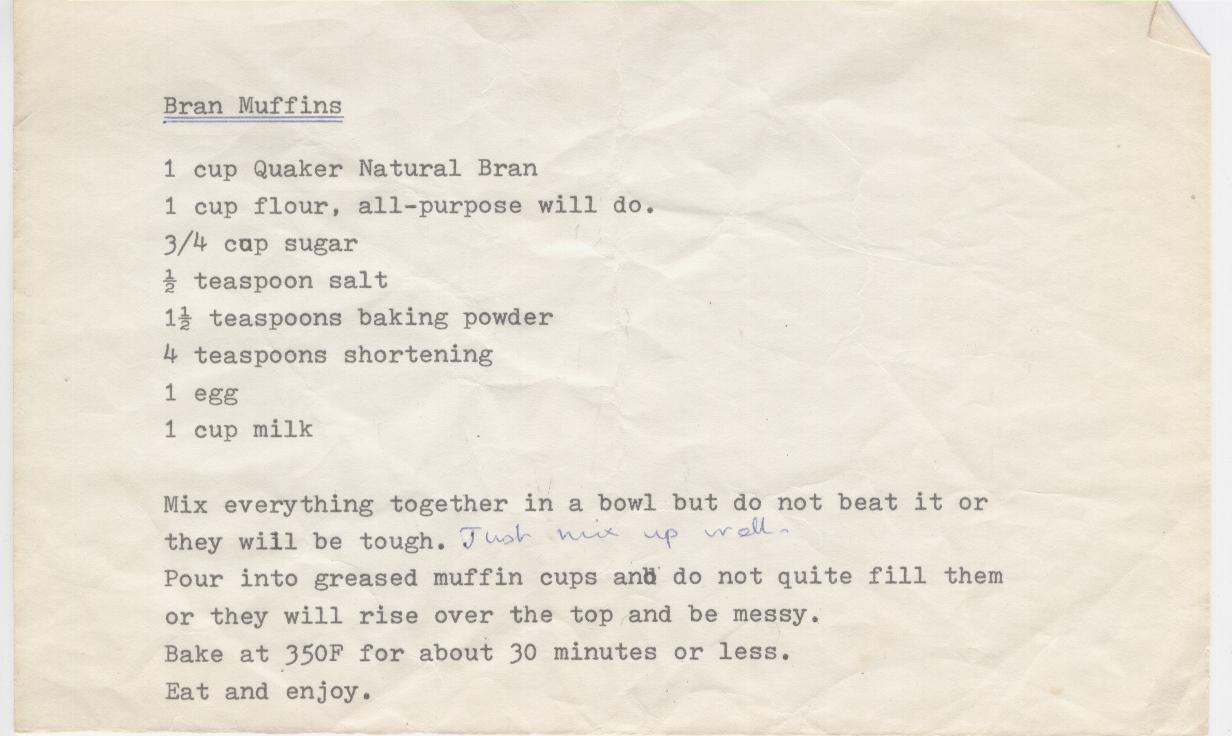 Bran Muffins
1 cup Quaker Natural Bran
1 cup flour, all-purpose will do.
3/4 cup sugar
½ teaspoon salt
1½ teaspoons baking powder
4 teaspoons shortening
1 egg
1 cup milk
Mix everything together in a bowl but do not beat it or
they will be tough. Just mix up well.
Pour into greased muffin cups and do not quite fill them
or they will rise over the top and be messy.
Bake at 350F for about 30 minutes or less.
Eat and enjoy.